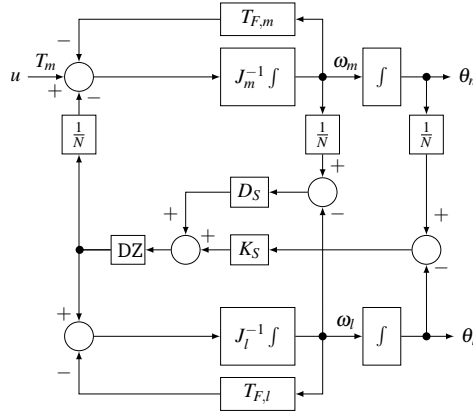 T_{F,m}
−
u T_m + − J_m^{-1} ∫ ω_m ∫ θ_m
1/N 1/N 1/N
+ − D_S
+ + K_S + −
DZ
+ J_l^{-1} ∫ ω_l ∫ θ_l
−
T_{F,l}